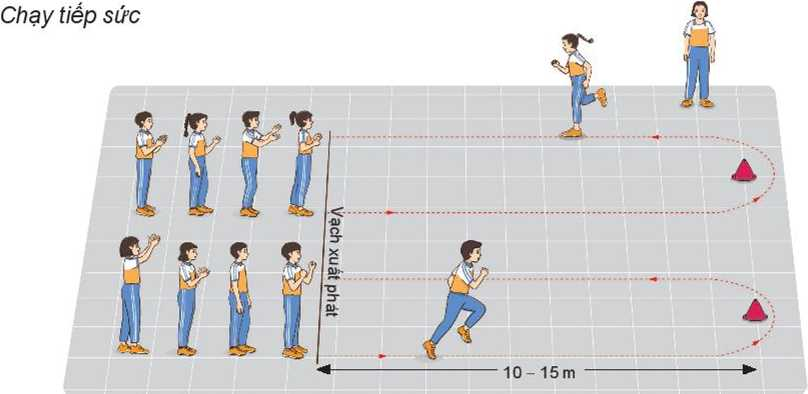 Chạy tiếp sức
Vạch xuất phát
10 – 15 m